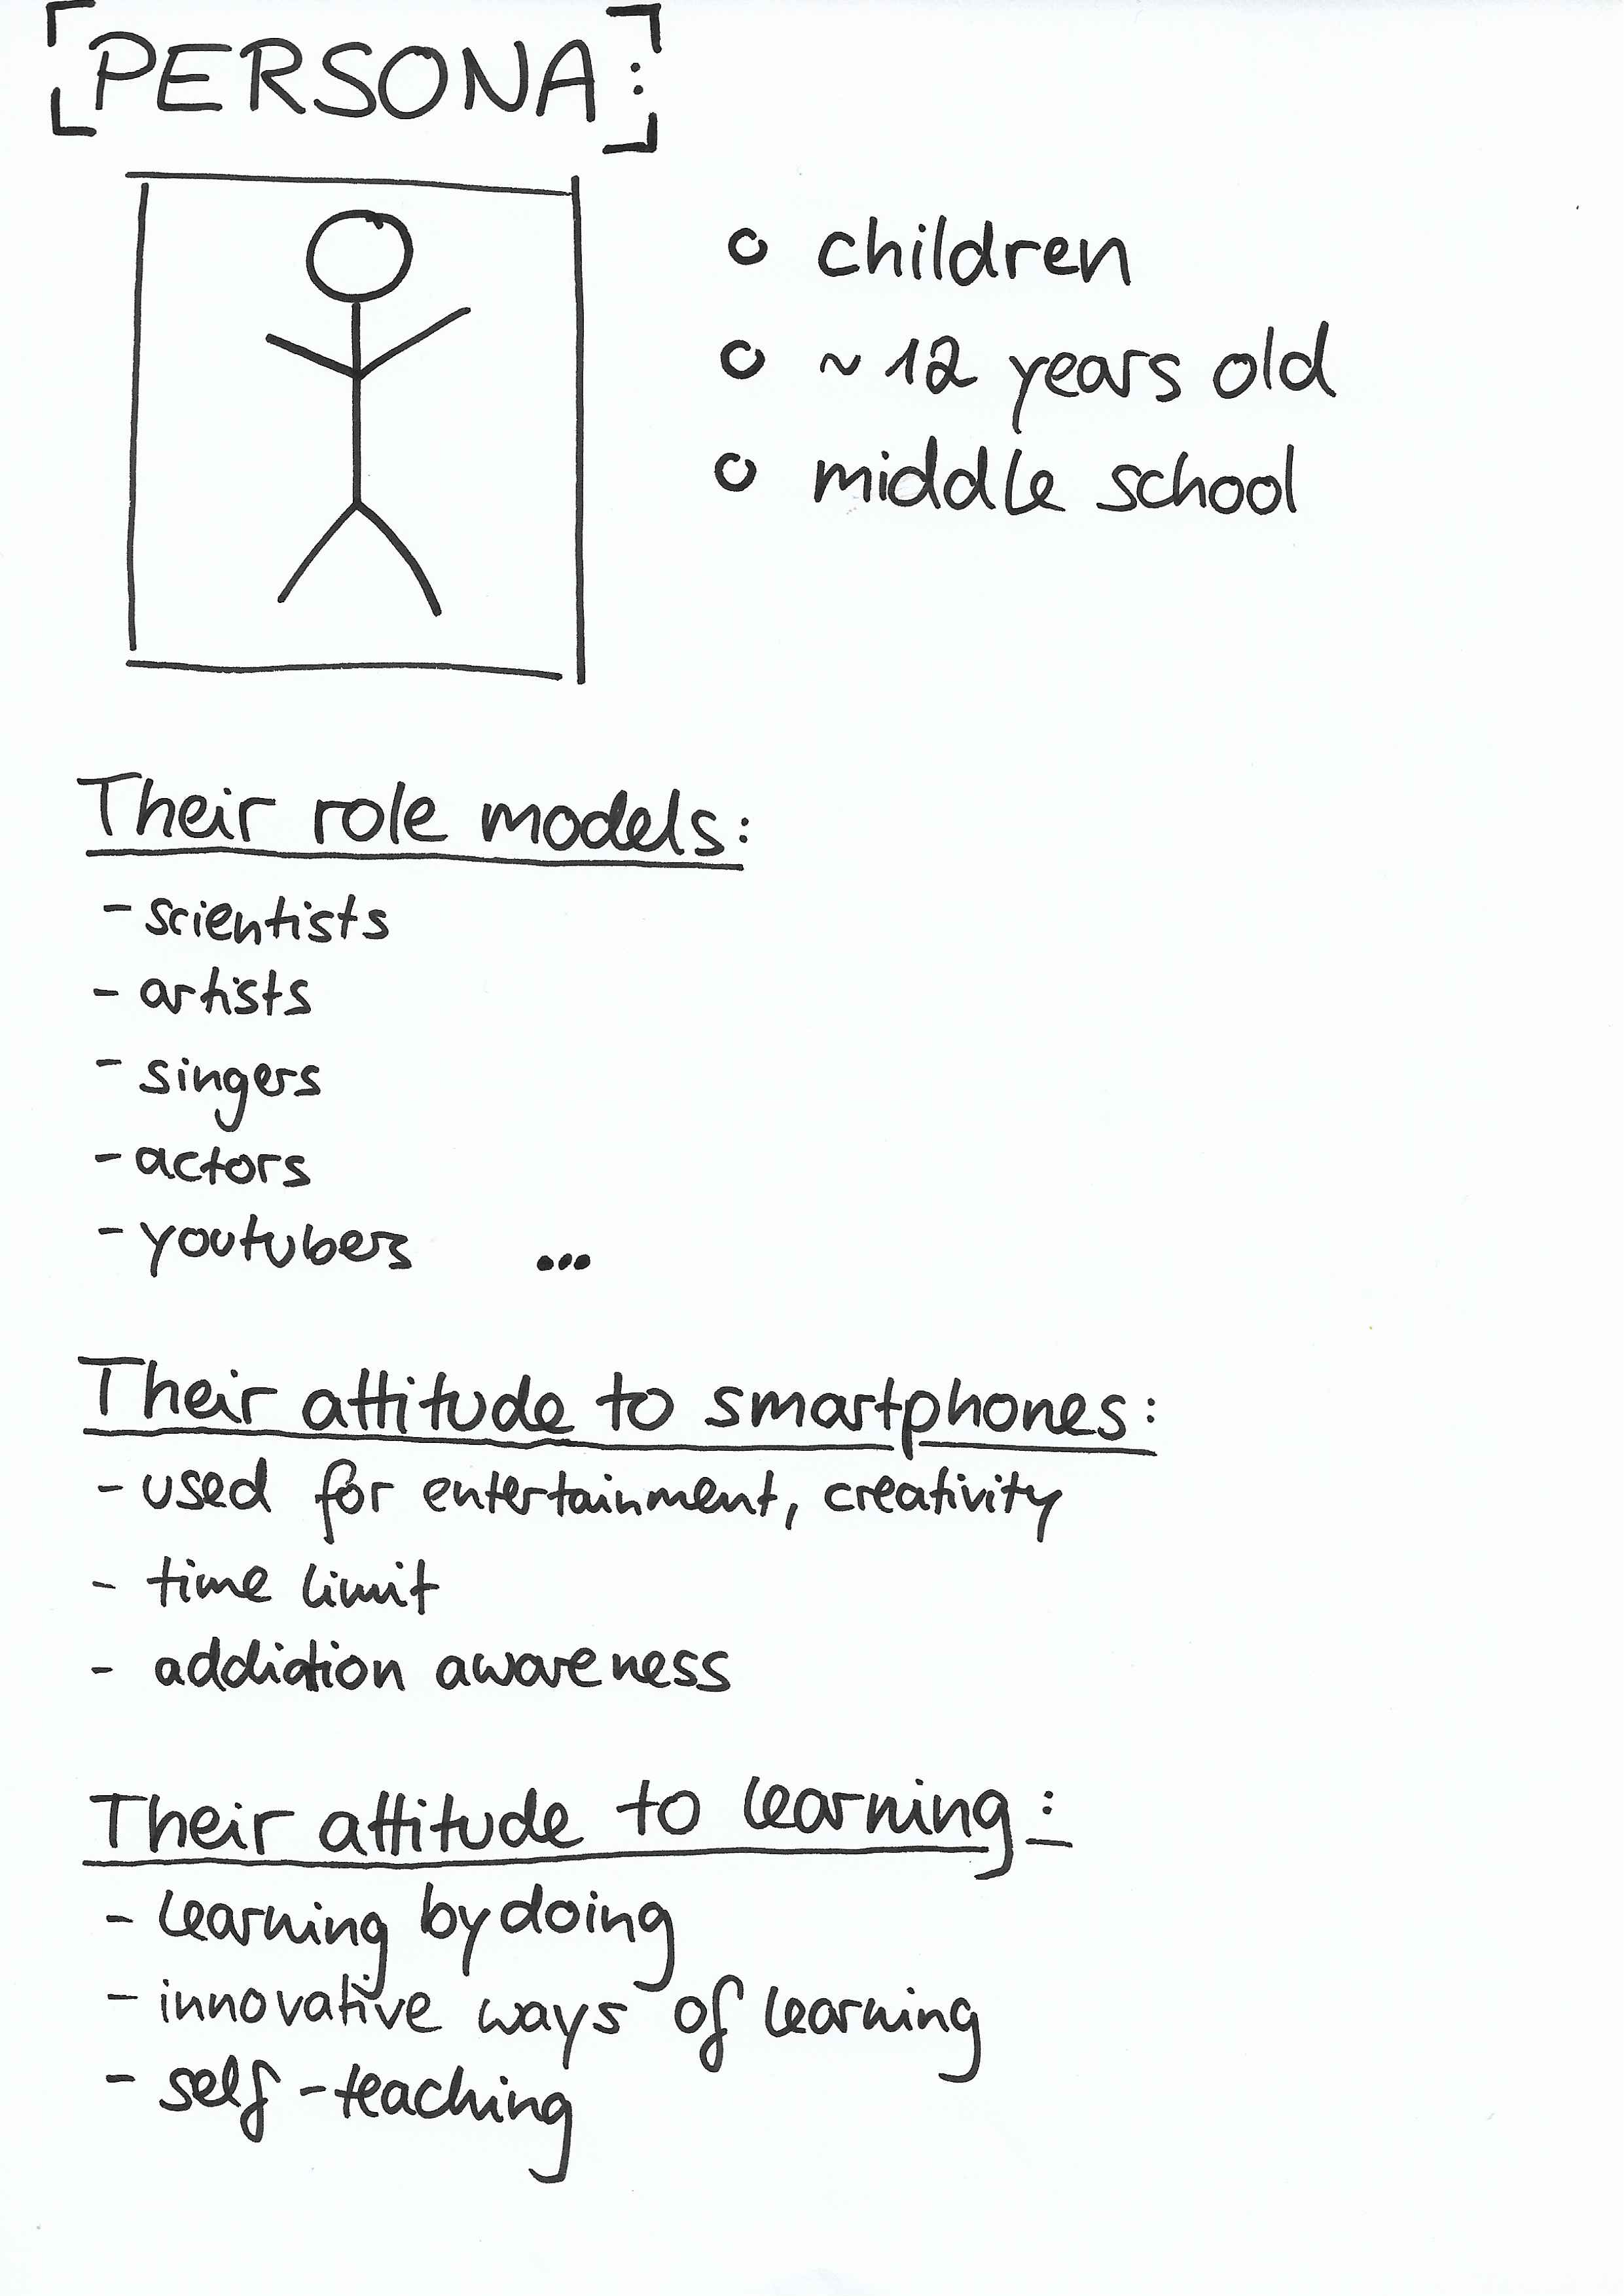 PERSONA:
o children
o ~12 years old
o middle school
Their role models:
- scientists
- artists
- singers
- actors
- youtubers ...
Their attitude to smartphones:
- used for entertainment, creativity
- time limit
- addiction awareness
Their attitude to learning:
- learning by doing
- innovative ways of learning
- self-teaching